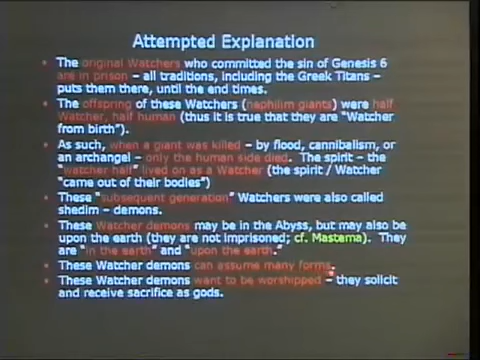 Attempted Explanation
• The original Watchers who committed the sin of Genesis 6
are in prison – all traditions, including the Greek Titans –
puts them there, until the end times.
• The offspring of these Watchers (nephilim giants) were half
Watcher, half human (thus it is true that they are "Watcher
from birth").
• As such, when a giant was killed – by flood, cannibalism, or
an archangel – only the human side died. The spirit – the
"watcher half" lived on as a Watcher (the spirit / Watcher
"came out of their bodies")
• These "subsequent generation" Watchers were also called
shedim – demons.
• These Watcher demons may be in the Abyss, but may also be
upon the earth (they are not imprisoned; cf. Mastema). They
are "in the earth" and "upon the earth."
• These Watcher demons can assume many forms.
• These Watcher demons want to be worshipped – they solicit
and receive sacrifice as gods.